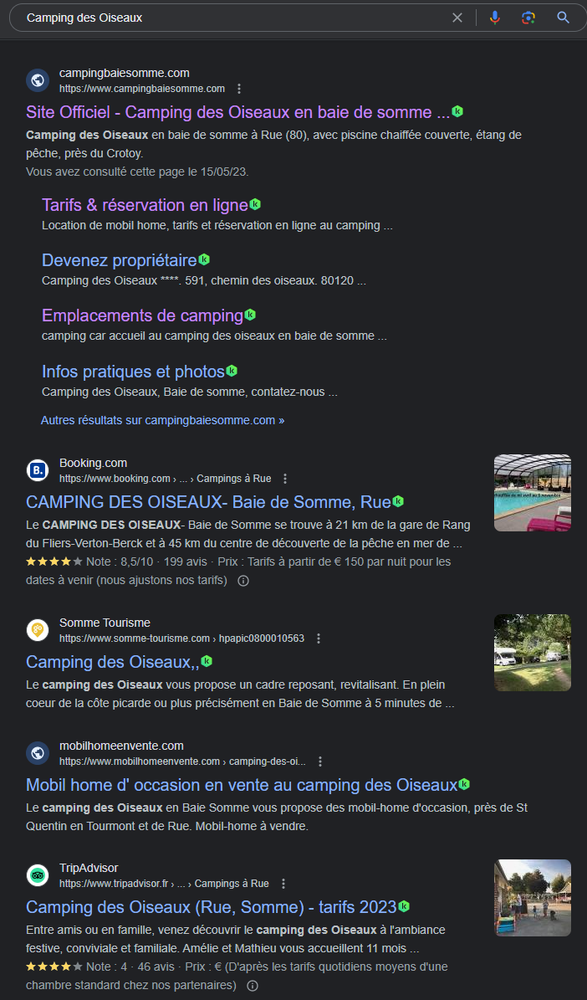 Camping des Oiseaux
campingbaiesomme.com
https://www.campingbaiesomme.com
Site Officiel - Camping des Oiseaux en baie de somme ...
Camping des Oiseaux en baie de somme à Rue (80), avec piscine chaiffée couverte, étang de
pêche, près du Crotoy.
Vous avez consulté cette page le 15/05/23.
Tarifs & réservation en ligne
Location de mobil home, tarifs et réservation en ligne au camping ...
Devenez propriétaire
Camping des Oiseaux ****. 591, chemin des oiseaux. 80120 ...
Emplacements de camping
camping car accueil au camping des oiseaux en baie de somme ...
Infos pratiques et photos
Camping des Oiseaux, Baie de somme, contatez-nous ...
Autres résultats sur campingbaiesomme.com »
Booking.com
https://www.booking.com › ... › Campings à Rue
CAMPING DES OISEAUX- Baie de Somme, Rue
Le CAMPING DES OISEAUX- Baie de Somme se trouve à 21 km de la gare de Rang
du Fliers-Verton-Berck et à 45 km du centre de découverte de la pêche en mer de ...
Note : 8,5/10 · 199 avis · Prix : Tarifs à partir de € 150 par nuit pour les
dates à venir (nous ajustons nos tarifs)
chauffée de mi avril au 5 novembre
Somme Tourisme
https://www.somme-tourisme.com › hpapic0800010563
Camping des Oiseaux,,
Le camping des Oiseaux vous propose un cadre reposant, revitalisant. En plein
coeur de la côte picarde ou plus précisément en Baie de Somme à 5 minutes de ...
mobilhomeenvente.com
https://www.mobilhomeenvente.com › camping-des-oi...
Mobil home d' occasion en vente au camping des Oiseaux
Le camping des Oiseaux en Baie Somme vous propose des mobil-home d'occasion, près de St
Quentin en Tourmont et de Rue. Mobil-home à vendre.
TripAdvisor
https://www.tripadvisor.fr › ... › Campings à Rue
Camping des Oiseaux (Rue, Somme) - tarifs 2023
Entre amis ou en famille, venez découvrir le camping des Oiseaux à l'ambiance
festive, conviviale et familiale. Amélie et Mathieu vous accueillent 11 mois ...
Note : 4 · 46 avis · Prix : € (D'après les tarifs quotidiens moyens d'une
chambre standard chez nos partenaires)